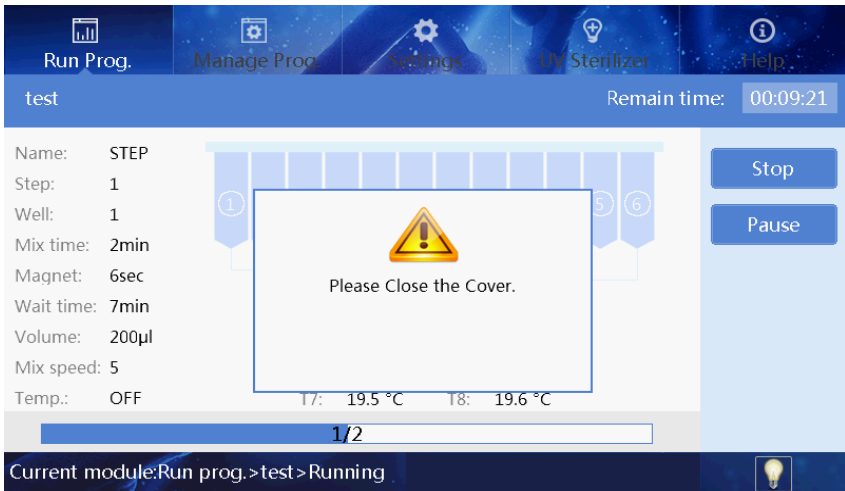 Run Prog.
Manage Prog.
Settings
UV Sterilizer
Help
test
Remain time: 00:09:21
Name: STEP
Step: 1
Well: 1
Mix time: 2min
Magnet: 6sec
Wait time: 7min
Volume: 200μl
Mix speed: 5
Temp.: OFF
1
5
6
Please Close the Cover.
T7: 19.5 °C T8: 19.6 °C
Stop
Pause
1/2
Current module:Run prog.>test>Running